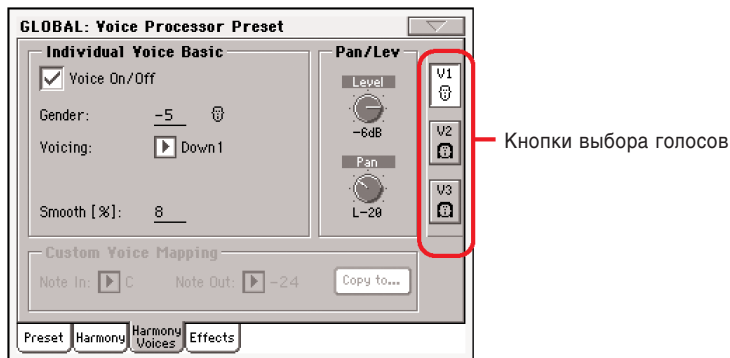 GLOBAL: Voice Processor Preset
Individual Voice Basic
Pan/Lev
Voice On/Off
Level
V1
Gender: -5
-6dB
V2
Voicing: Down1
Кнопки выбора голосов
Pan
V3
Smooth [%]: 8
L-20
Custom Voice Mapping
Note In: C Note Out: -24 Copy to...
Preset Harmony Harmony Voices Effects